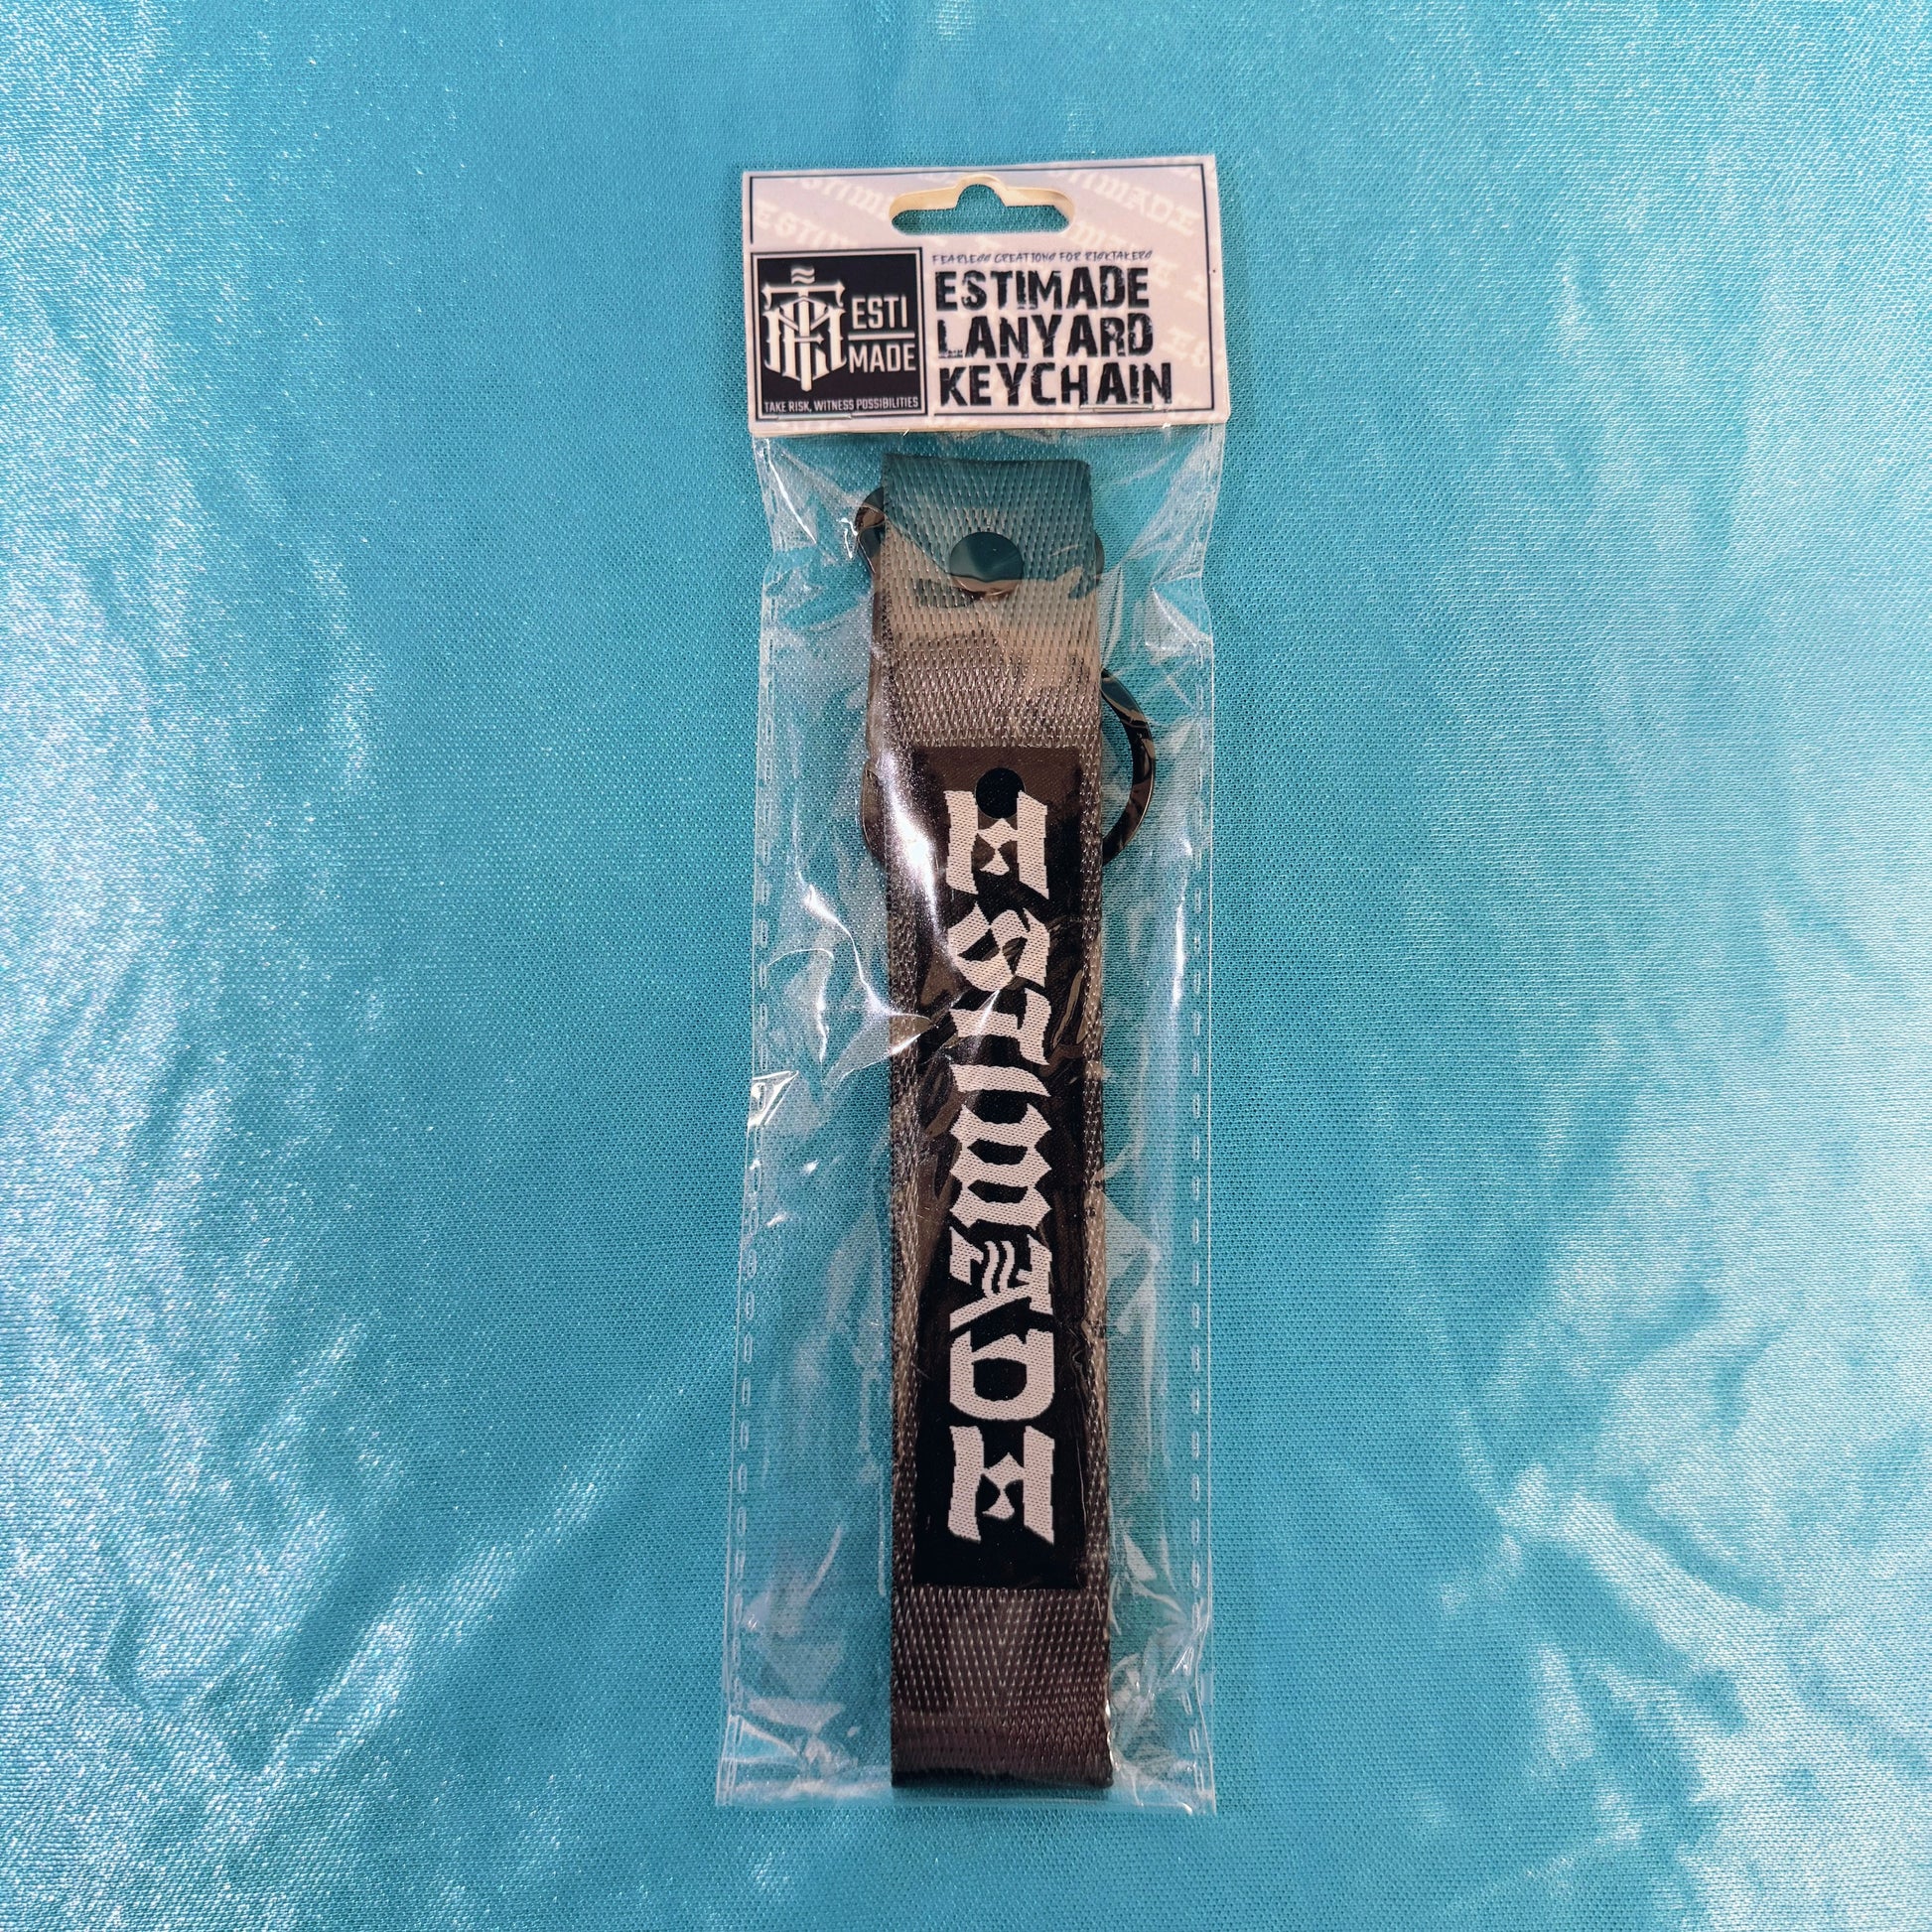 FEARLESS CREATIONS FOR RISKTAKERS
ESTIMADE
LANYARD
KEYCHAIN
ESTI
MADE
TAKE RISK, WITNESS POSSIBILITIES
ESTIMADE